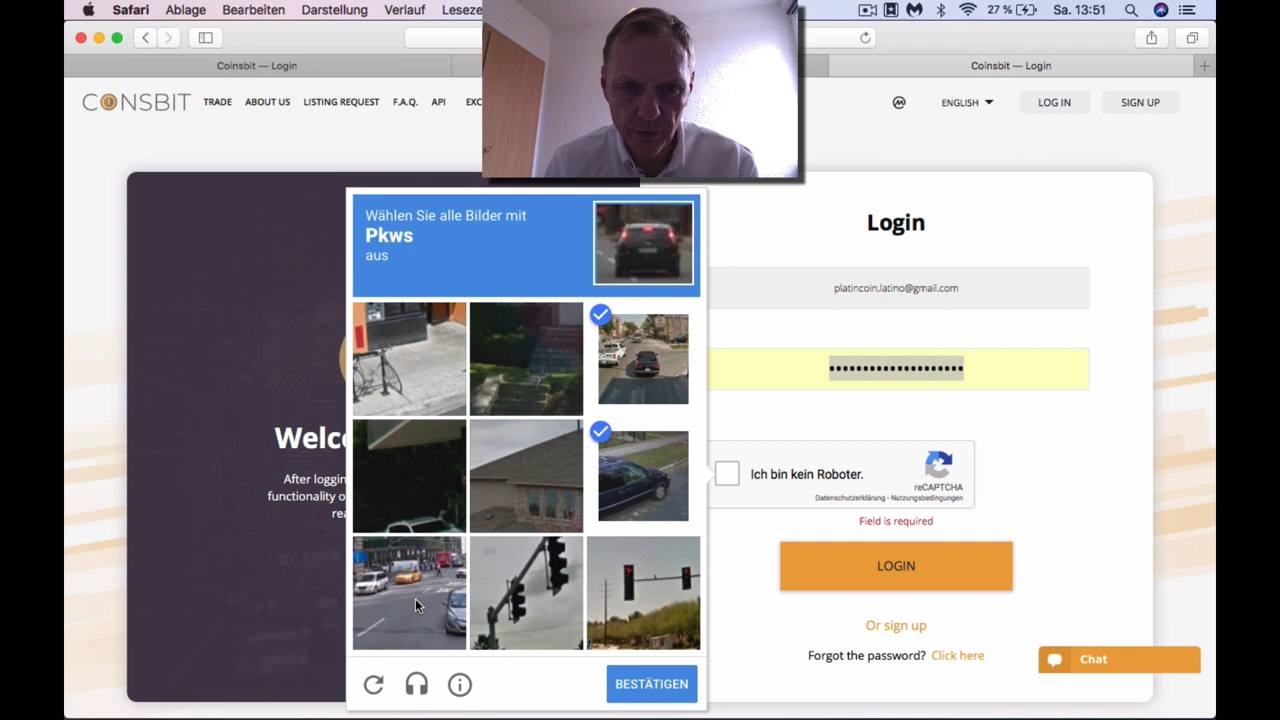 Safari Ablage Bearbeiten Darstellung Verlauf Leseze
27 % Sa. 13:51
Coinsbit — Login
Coinsbit — Login
CONSBIT TRADE ABOUT US LISTING REQUEST F.A.Q. API EXC
ENGLISH LOG IN SIGN UP
Wählen Sie alle Bilder mit
Pkws
aus
Login
platincoin.latino@gmail.com
Welc
After loggin
functionality o
rea
Ich bin kein Roboter.
reCAPTCHA
Datenschutzerklärung - Nutzungsbedingungen
Field is required
LOGIN
Or sign up
Forgot the password? Click here
Chat
BESTÄTIGEN